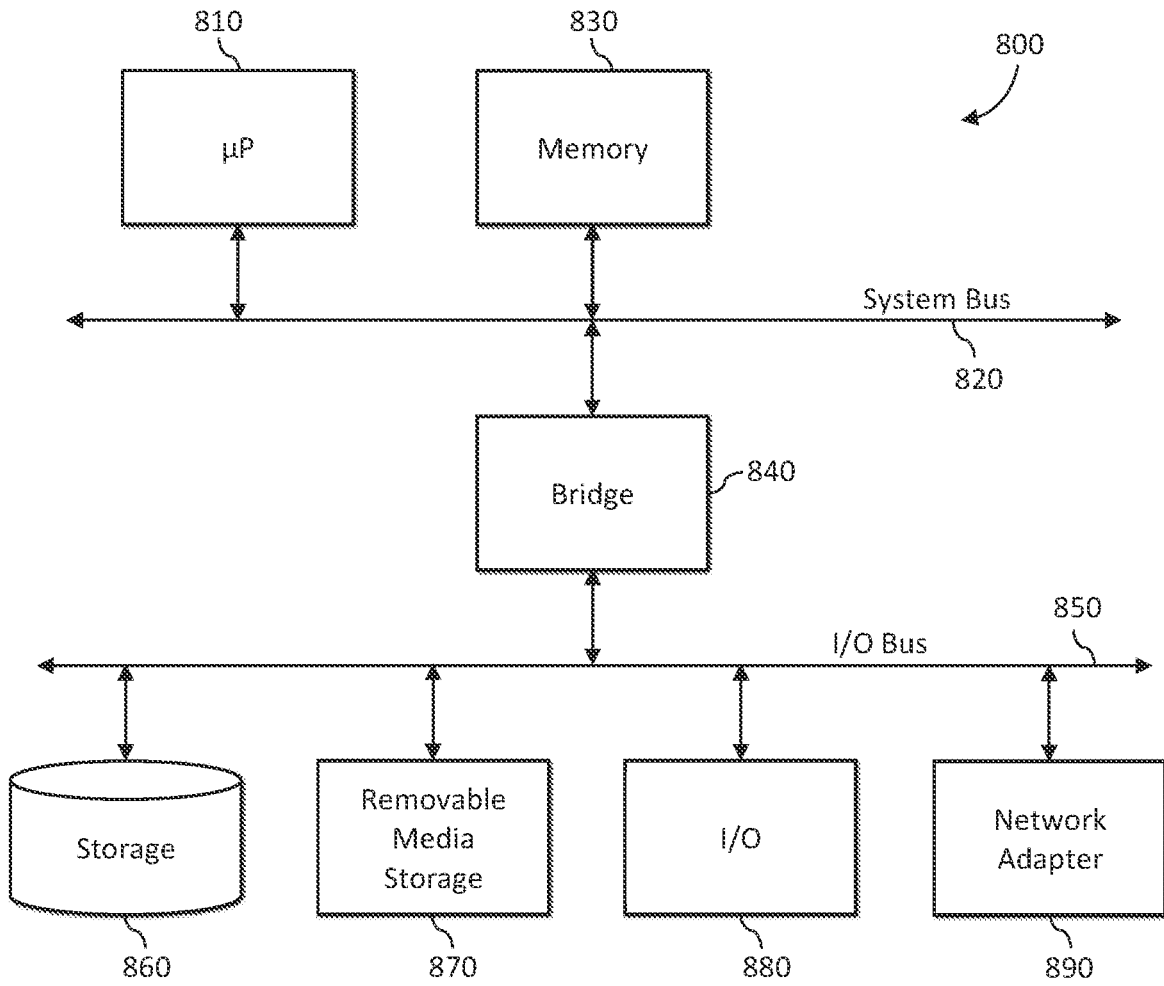 810
830
800
µP
Memory
System Bus
820
Bridge
840
850
I/O Bus
Storage
Removable
Media
Storage
I/O
Network
Adapter
860
870
880
890